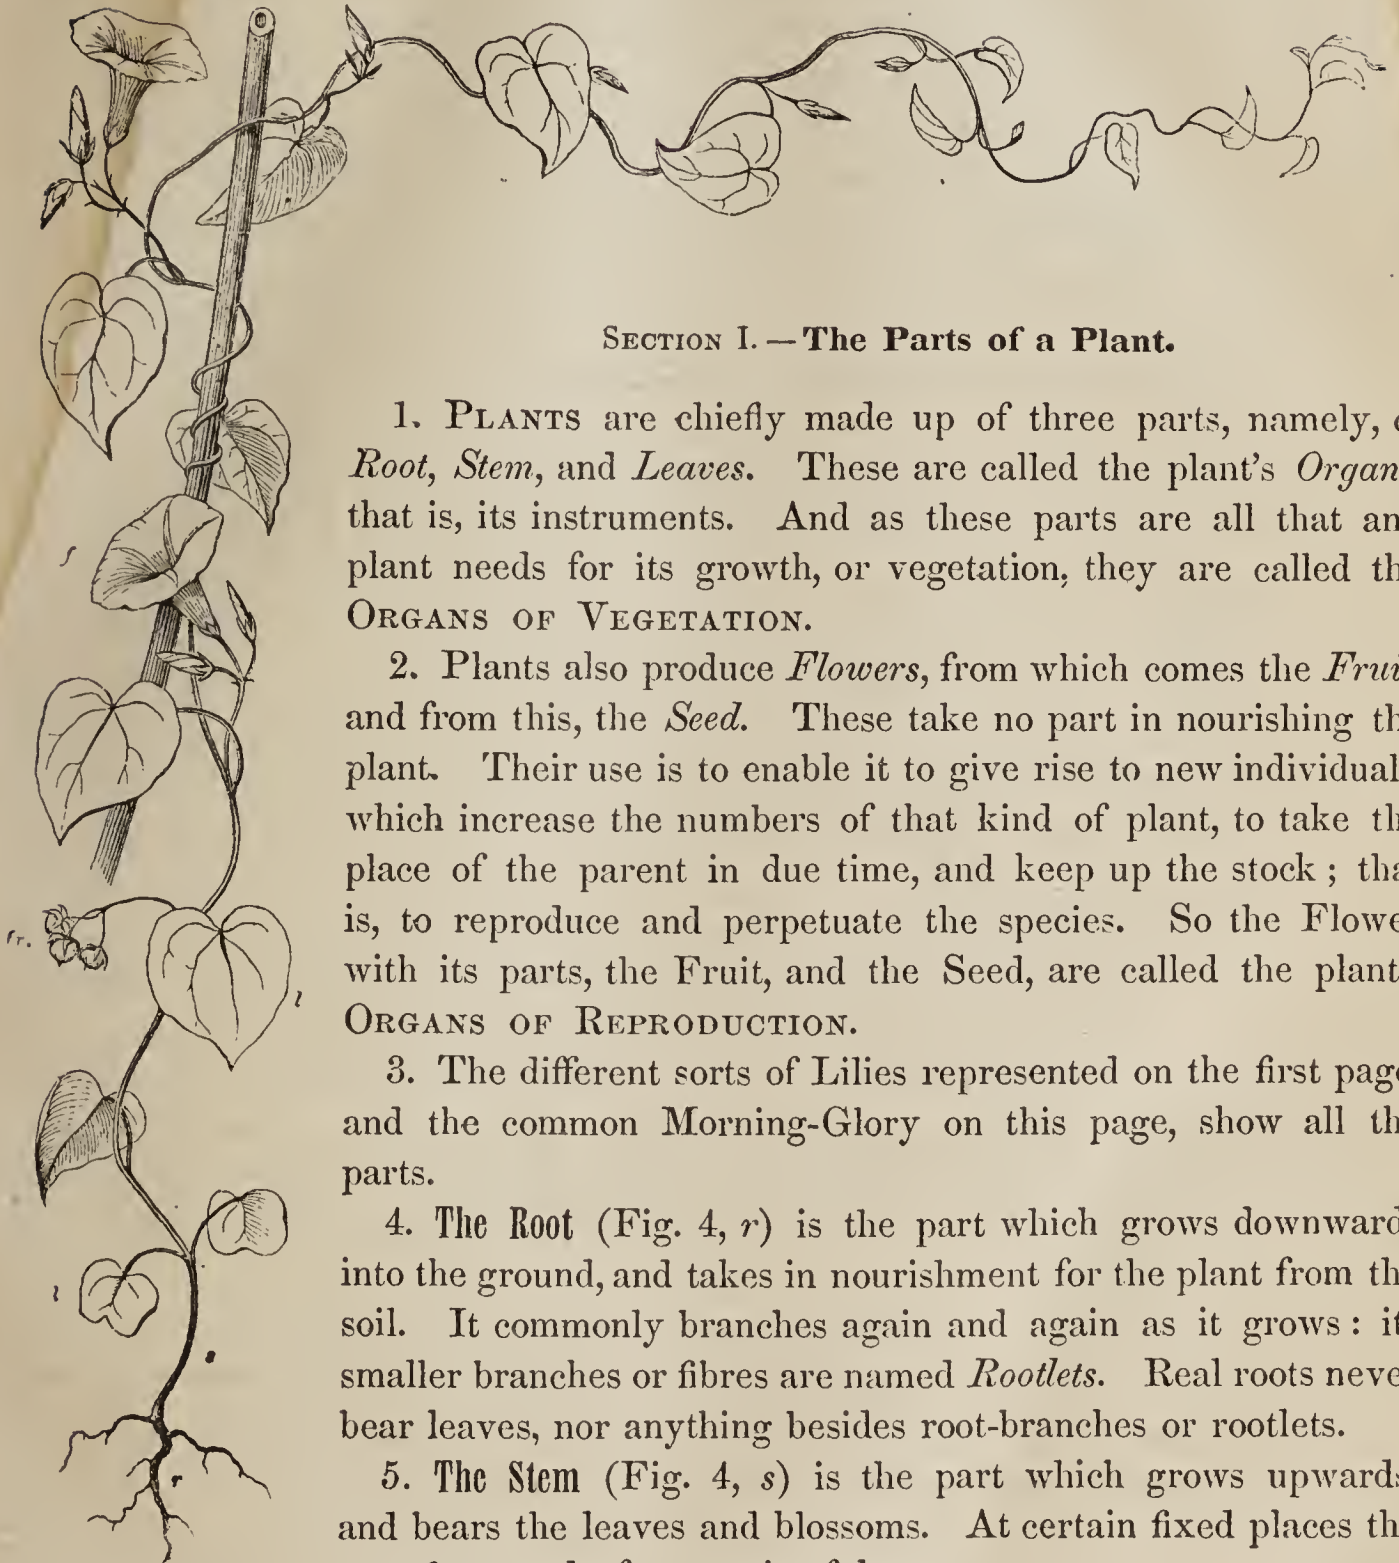 SECTION I.—The Parts of a Plant.
1. PLANTS are chiefly made up of three parts, namely,
Root, Stem, and Leaves. These are called the plant's Organ
that is, its instruments. And as these parts are all that an
plant needs for its growth, or vegetation, they are called th
ORGANS OF VEGETATION.
2. Plants also produce Flowers, from which comes the Frui
and from this, the Seed. These take no part in nourishing th
plant. Their use is to enable it to give rise to new individual
which increase the numbers of that kind of plant, to take th
place of the parent in due time, and keep up the stock; tha
is, to reproduce and perpetuate the species. So the Flowe
with its parts, the Fruit, and the Seed, are called the plant
ORGANS OF REPRODUCTION.
3. The different sorts of Lilies represented on the first page
and the common Morning-Glory on this page, show all th
parts.
4. The Root (Fig. 4, r) is the part which grows downward
into the ground, and takes in nourishment for the plant from th
soil. It commonly branches again and again as it grows: it
smaller branches or fibres are named Rootlets. Real roots neve
bear leaves, nor anything besides root-branches or rootlets.
5. The Stem (Fig. 4, s) is the part which grows upwards
and bears the leaves and blossoms. At certain fixed places th
f
fr.
l
l
s
r